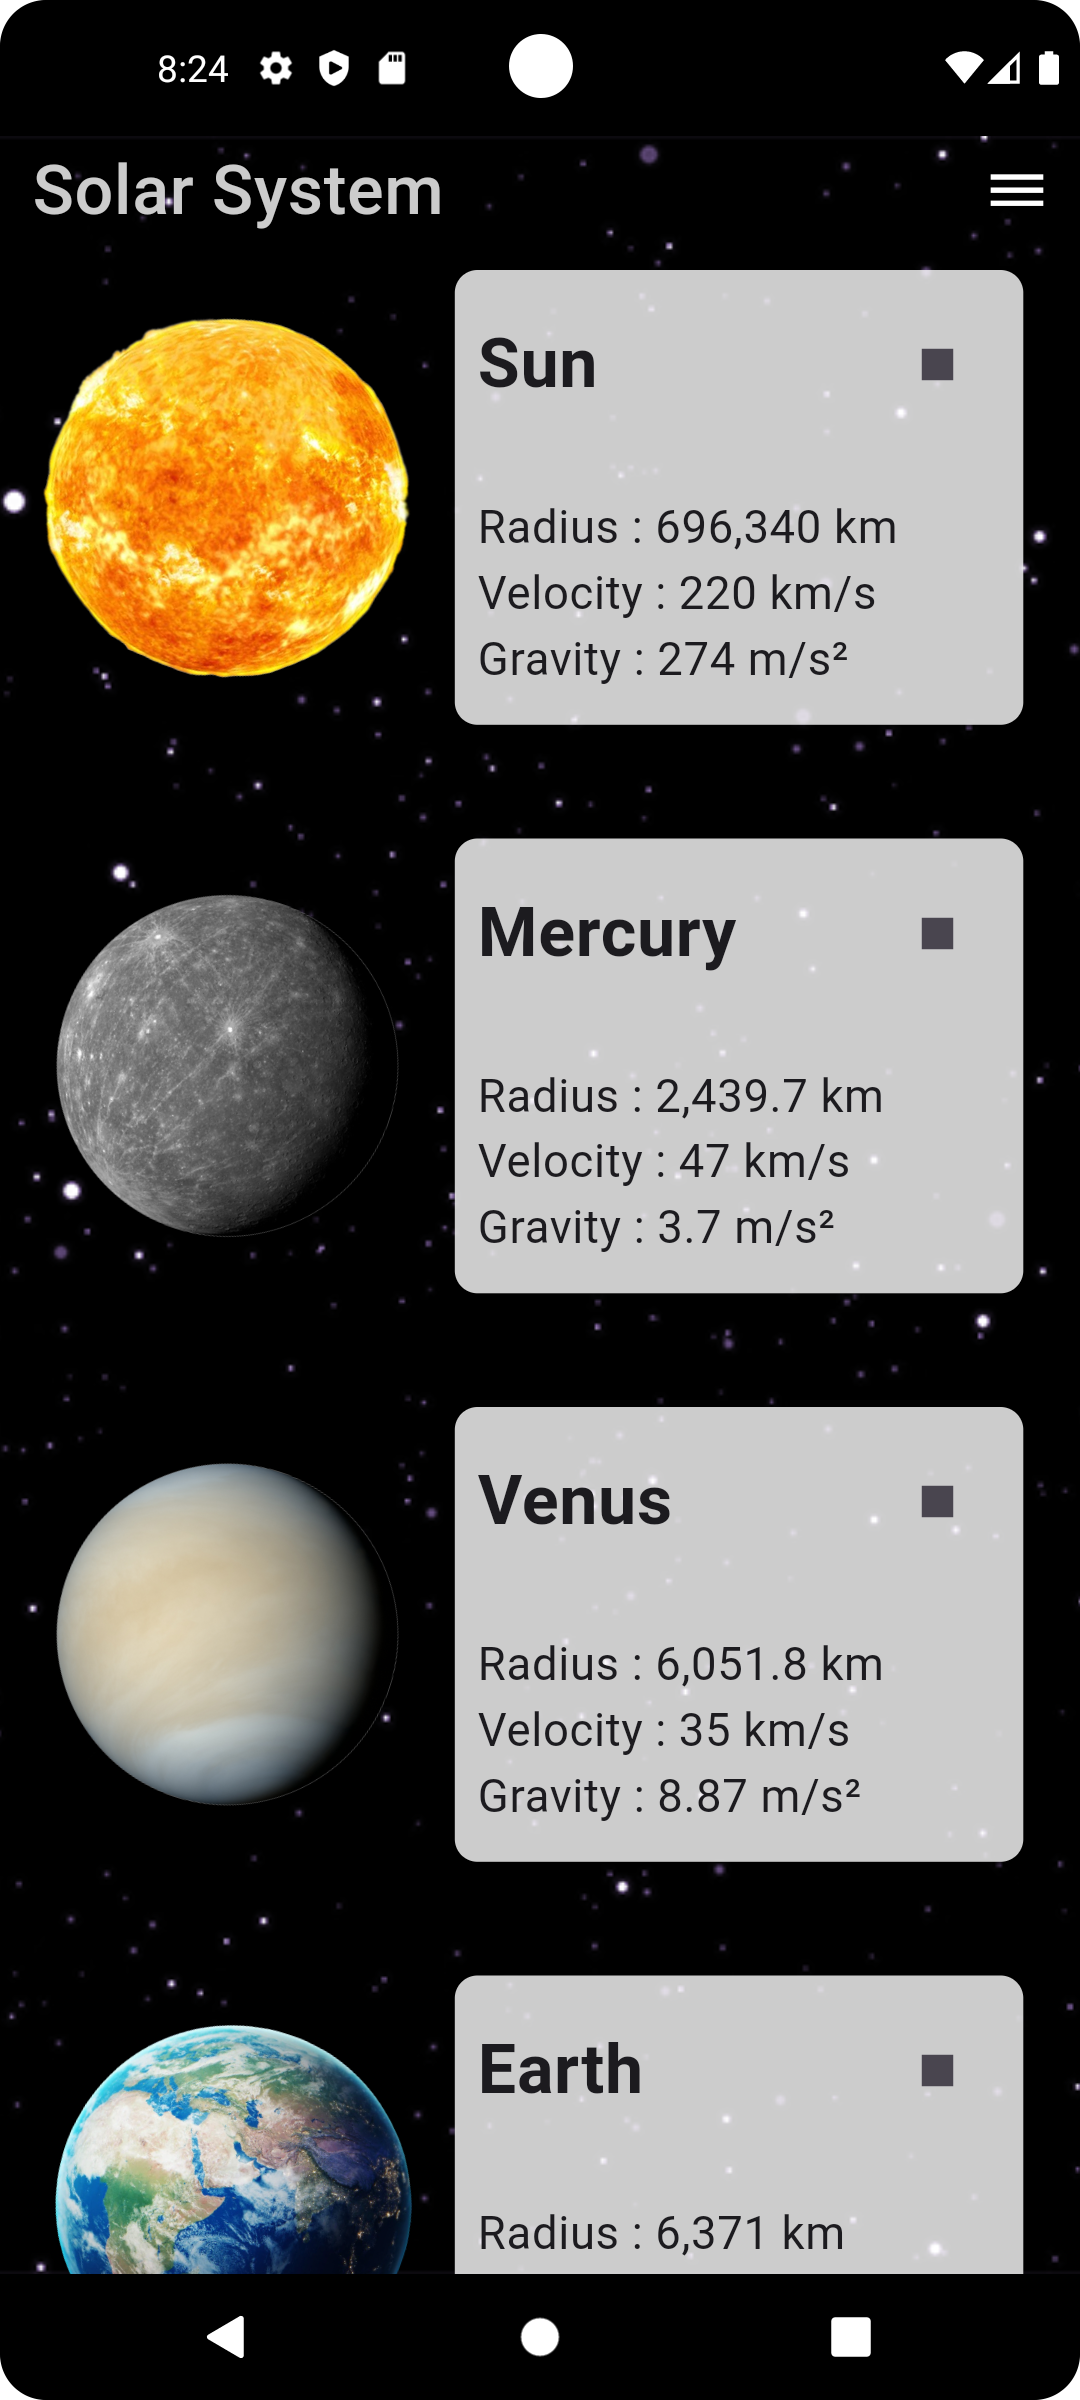 8:24
Solar System
Sun
Radius : 696,340 km
Velocity : 220 km/s
Gravity : 274 m/s²
Mercury
Radius : 2,439.7 km
Velocity : 47 km/s
Gravity : 3.7 m/s²
Venus
Radius : 6,051.8 km
Velocity : 35 km/s
Gravity : 8.87 m/s²
Earth
Radius : 6,371 km